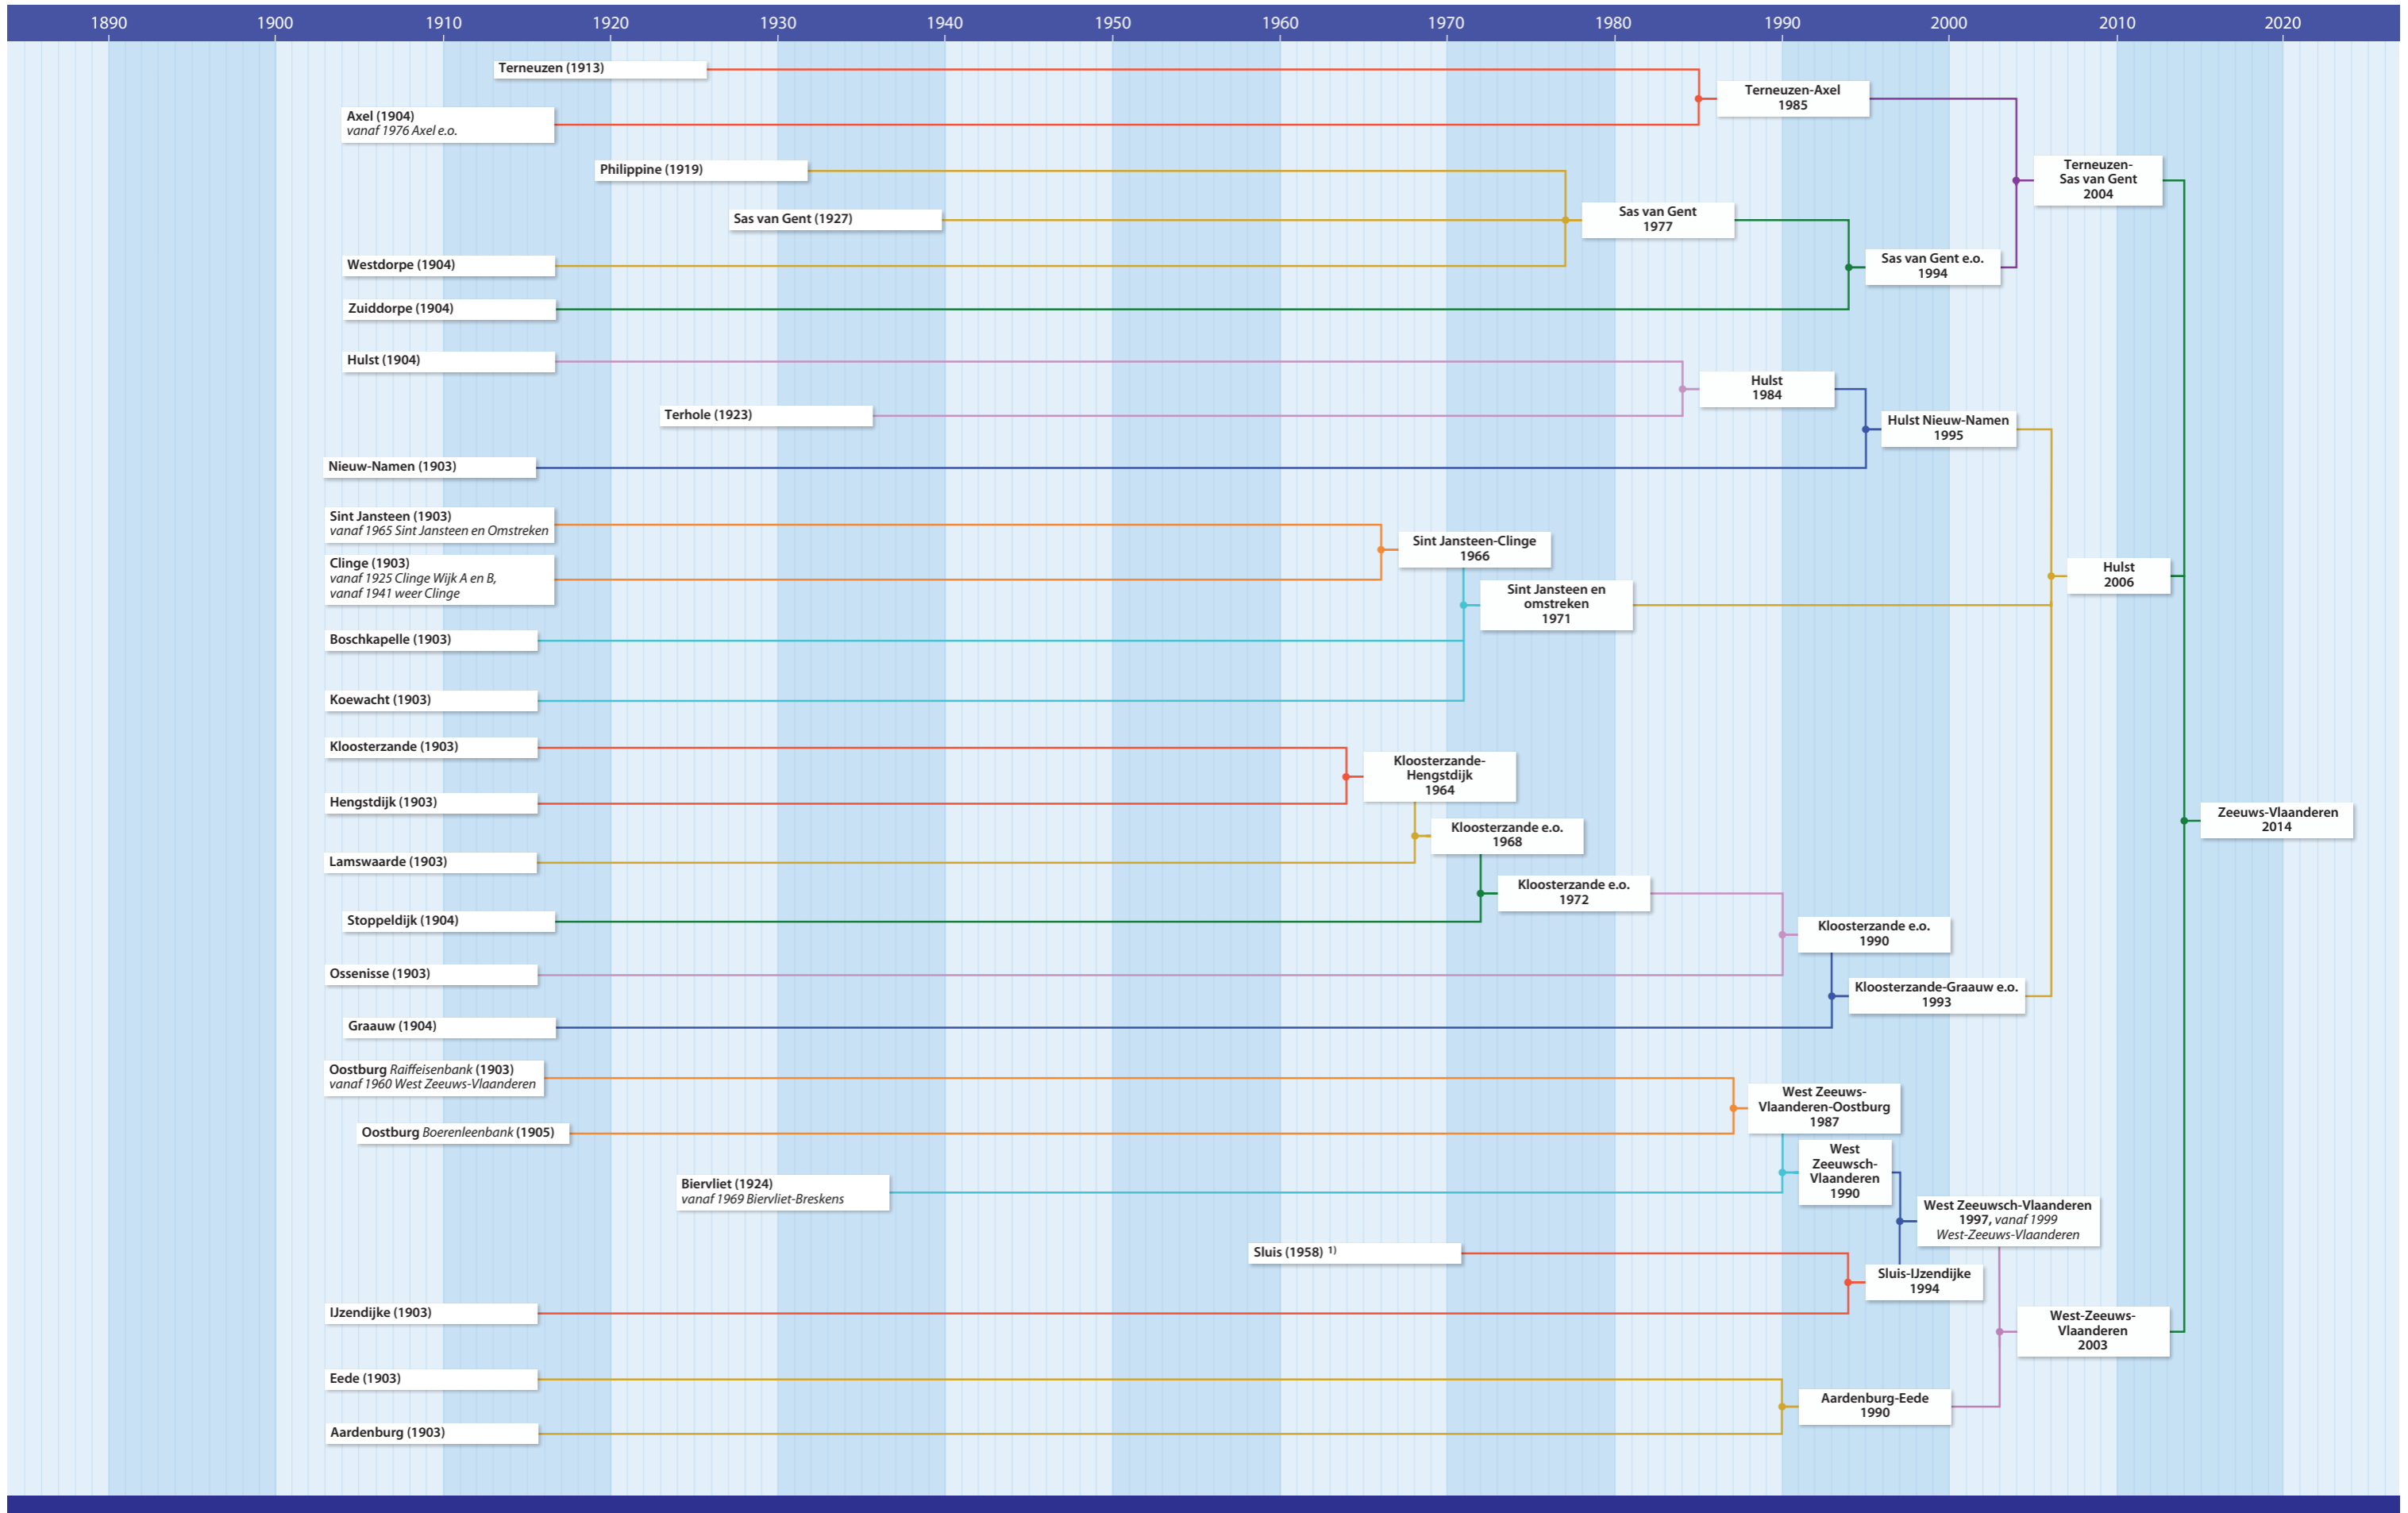 1890 1900 1910 1920 1930 1940 1950 1960 1970 1980 1990 2000 2010 2020
Terneuzen (1913)
Terneuzen-Axel
1985
Axel (1904)
vanaf 1976 Axel e.o.
Philippine (1919)
Terneuzen-
Sas van Gent
2004
Sas van Gent (1927)
Sas van Gent
1977
Westdorpe (1904)
Sas van Gent e.o.
1994
Zuiddorpe (1904)
Hulst (1904)
Hulst
1984
Terhole (1923)
Hulst Nieuw-Namen
1995
Nieuw-Namen (1903)
Sint Jansteen (1903)
vanaf 1965 Sint Jansteen en Omstreken
Sint Jansteen-Clinge
1966
Clinge (1903)
vanaf 1925 Clinge Wijk A en B,
vanaf 1941 weer Clinge
Hulst
2006
Sint Jansteen en
omstreken
1971
Boschkapelle (1903)
Koewacht (1903)
Kloosterzande (1903)
Kloosterzande-
Hengstdijk
1964
Hengstdijk (1903)
Zeeuws-Vlaanderen
2014
Kloosterzande e.o.
1968
Lamswaarde (1903)
Kloosterzande e.o.
1972
Stoppeldijk (1904)
Kloosterzande e.o.
1990
Ossenisse (1903)
Kloosterzande-Graauw e.o.
1993
Graauw (1904)
Oostburg Raiffeisenbank (1903)
vanaf 1960 West Zeeuws-Vlaanderen
West Zeeuws-
Vlaanderen-Oostburg
1987
Oostburg Boerenleenbank (1905)
West
Zeeuwsch-
Vlaanderen
1990
Biervliet (1924)
vanaf 1969 Biervliet-Breskens
West Zeeuwsch-Vlaanderen
1997, vanaf 1999
West-Zeeuws-Vlaanderen
Sluis (1958) 1)
Sluis-IJzendijke
1994
IJzendijke (1903)
West-Zeeuws-
Vlaanderen
2003
Eede (1903)
Aardenburg-Eede
1990
Aardenburg (1903)